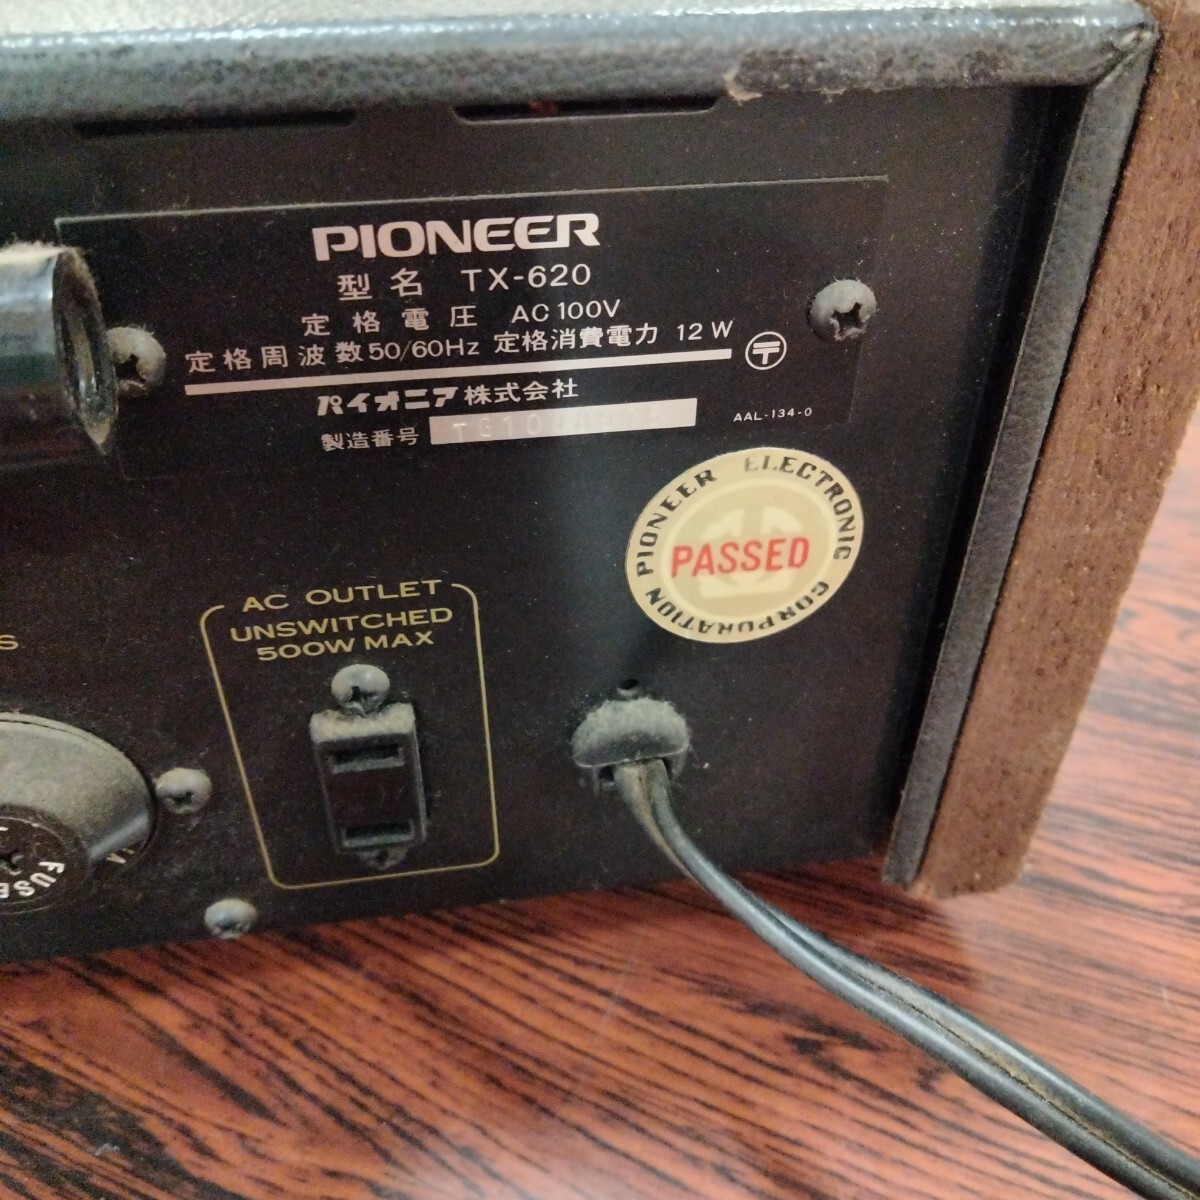 PIONEER
型名 TX-620
定格電圧 AC100V
定格周波数50/60Hz 定格消費電力 12W
〒
パイオニア株式会社
製造番号
AAL-134-0
PIONEER ELECTRONIC CORPORATION
PASSED
AC OUTLET
UNSWITCHED
500W MAX
S
FUSE